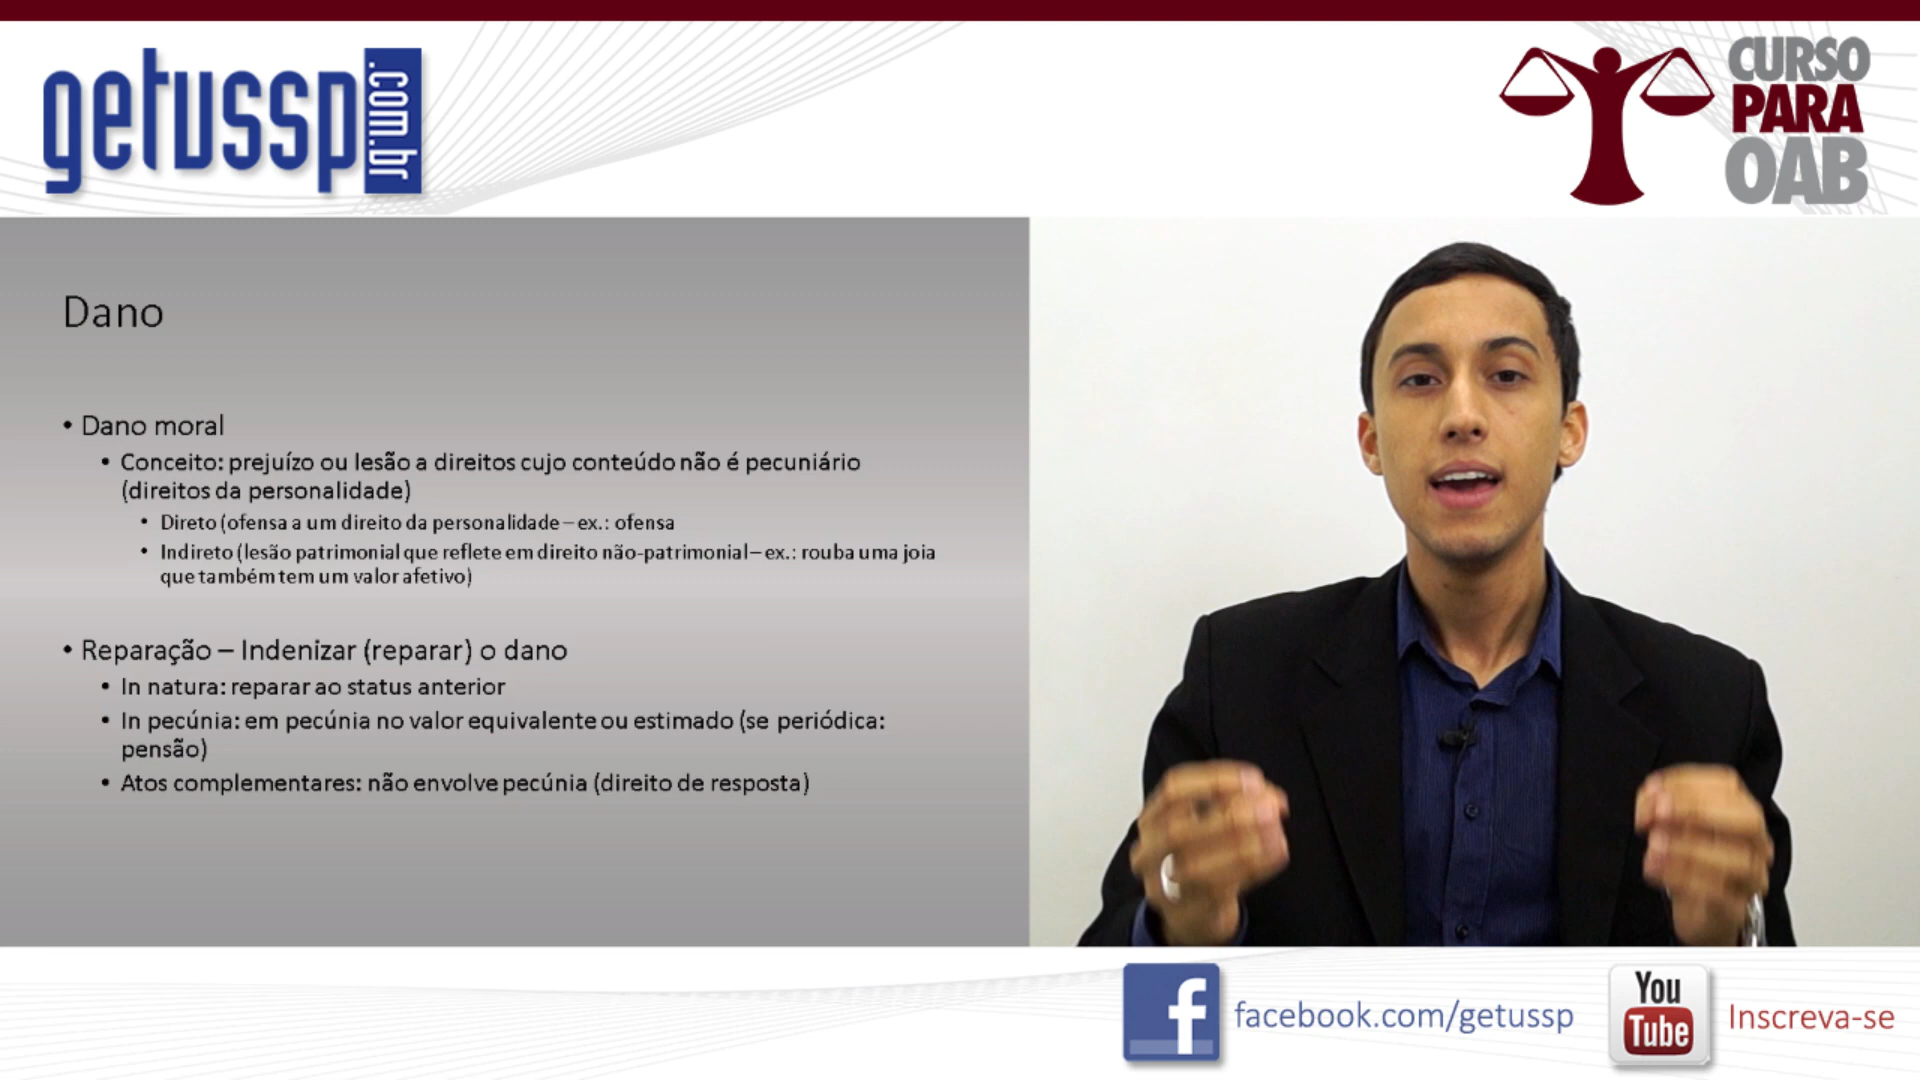 getussp
.com.br
CURSO
PARA
OAB
Dano
• Dano moral
• Conceito: prejuízo ou lesão a direitos cujo conteúdo não é pecuniário
(direitos da personalidade)
• Direto (ofensa a um direito da personalidade – ex.: ofensa
• Indireto (lesão patrimonial que reflete em direito não-patrimonial – ex.: rouba uma joia
que também tem um valor afetivo)
• Reparação – Indenizar (reparar) o dano
• In natura: reparar ao status anterior
• In pecúnia: em pecúnia no valor equivalente ou estimado (se periódica:
pensão)
• Atos complementares: não envolve pecúnia (direito de resposta)
f
facebook.com/getussp
You
Tube
Inscreva-se